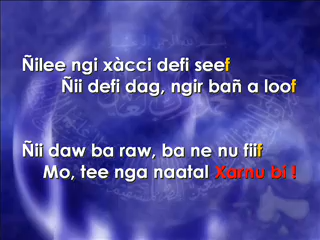 Ñilee ngi xàcci defi seef
Ñii defi dag, ngir bañ a loof
Ñii daw ba raw, ba ne nu fiif
Mo, tee nga naatal Xarnu bi !